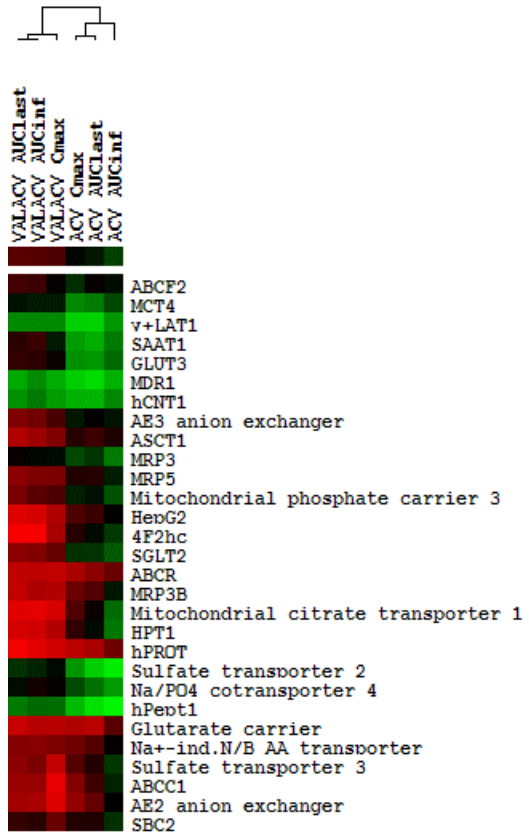 VALACV AUClast
VALACV AUCinf
VALACV Cmax
ACV Cmax
ACV AUClast
ACV AUCinf
ABCF2
MCT4
y+LAT1
SAAT1
GLUT3
MDR1
hCNT1
AE3 anion exchanger
ASCT1
MRP3
MRP5
Mitochondrial phosphate carrier 3
HepG2
4F2hc
SGLT2
ABCR
MRP3B
Mitochondrial citrate transporter 1
HPT1
hPROT
Sulfate transporter 2
Na/PO4 cotransporter 4
hPept1
Glutarate carrier
Na+-ind.N/B AA transporter
Sulfate transporter 3
ABCC1
AE2 anion exchanger
SBC2